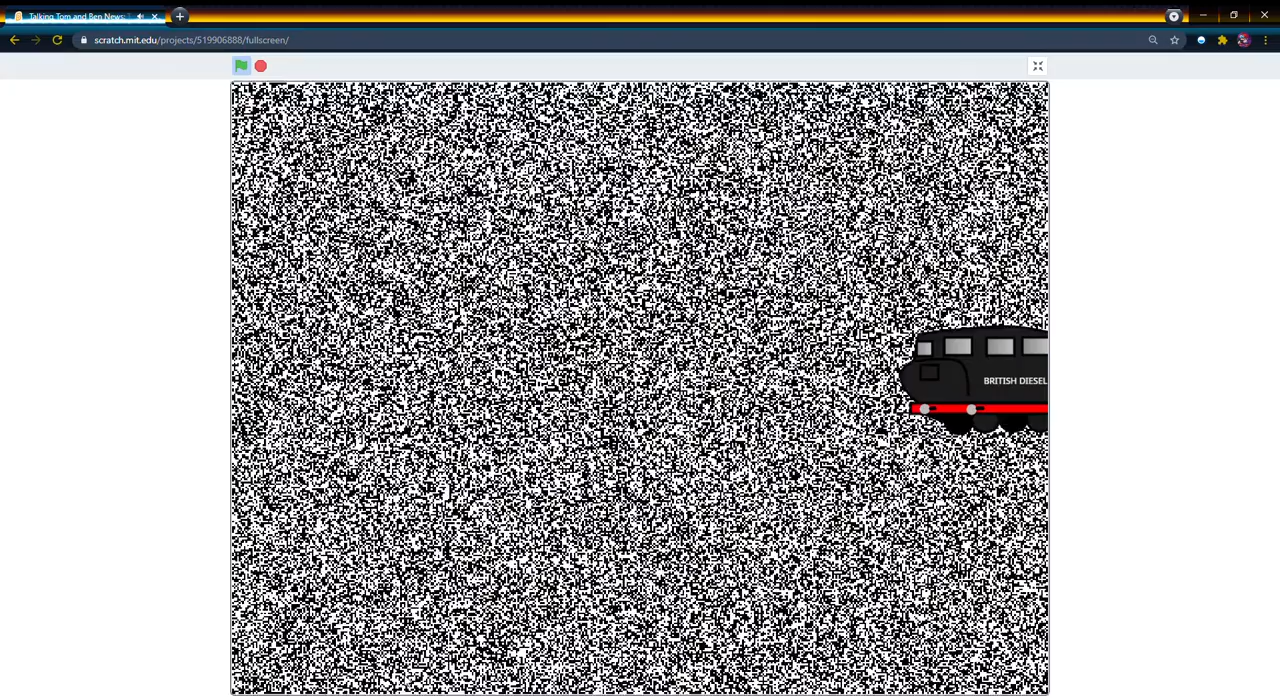 Talking Tom and Ben News:
scratch.mit.edu/projects/519906888/fullscreen/
BRITISH DIESEL